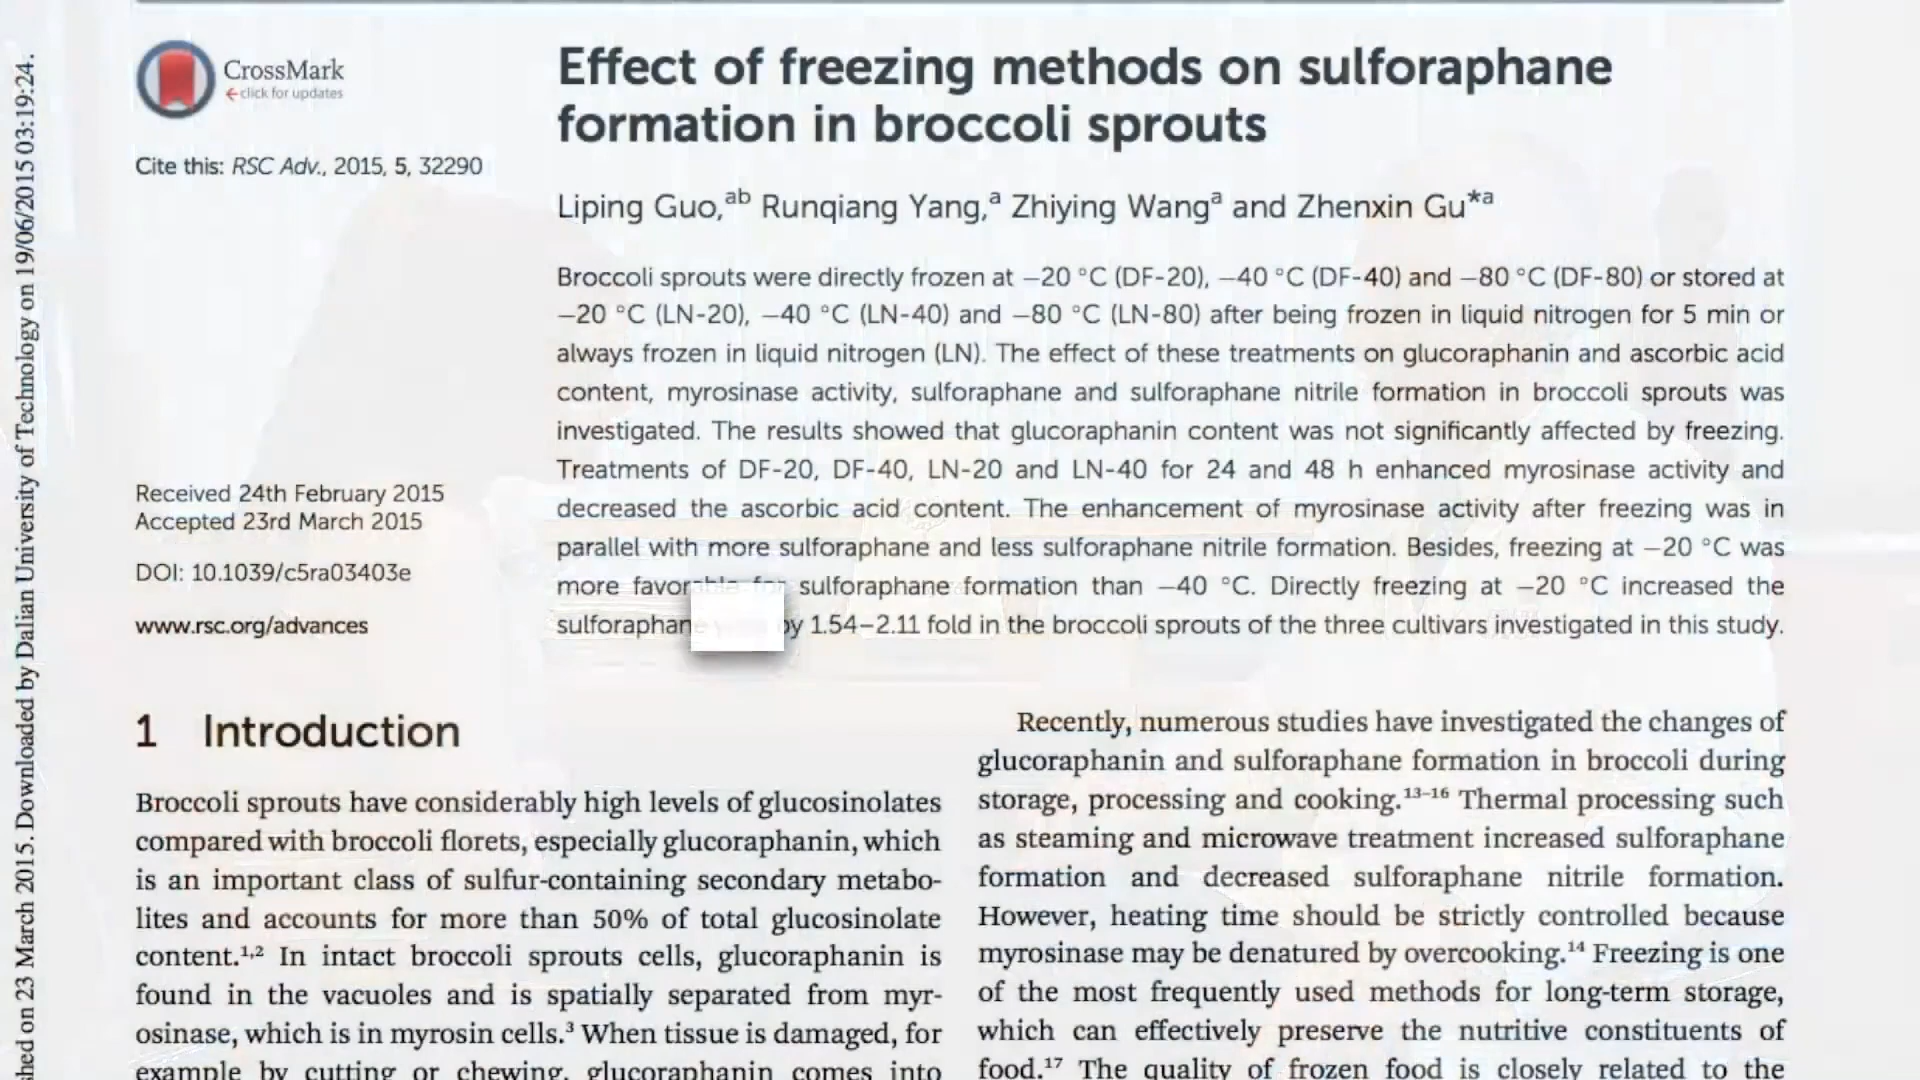 shed on 23 March 2015. Downloaded by Dalian University of Technology on 19/06/2015 03:19:24.
CrossMark
click for updates
Cite this: RSC Adv., 2015, 5, 32290
Received 24th February 2015
Accepted 23rd March 2015
DOI: 10.1039/c5ra03403e
www.rsc.org/advances
Effect of freezing methods on sulforaphane
formation in broccoli sprouts
Liping Guo,ab Runqiang Yang,a Zhiying Wanga and Zhenxin Gu*a
Broccoli sprouts were directly frozen at −20 °C (DF-20), −40 °C (DF-40) and −80 °C (DF-80) or stored at
−20 °C (LN-20), −40 °C (LN-40) and −80 °C (LN-80) after being frozen in liquid nitrogen for 5 min or
always frozen in liquid nitrogen (LN). The effect of these treatments on glucoraphanin and ascorbic acid
content, myrosinase activity, sulforaphane and sulforaphane nitrile formation in broccoli sprouts was
investigated. The results showed that glucoraphanin content was not significantly affected by freezing.
Treatments of DF-20, DF-40, LN-20 and LN-40 for 24 and 48 h enhanced myrosinase activity and
decreased the ascorbic acid content. The enhancement of myrosinase activity after freezing was in
parallel with more sulforaphane and less sulforaphane nitrile formation. Besides, freezing at −20 °C was
more favorable for sulforaphane formation than −40 °C. Directly freezing at −20 °C increased the
sulforaphane by 1.54–2.11 fold in the broccoli sprouts of the three cultivars investigated in this study.
1 Introduction
Broccoli sprouts have considerably high levels of glucosinolates
compared with broccoli florets, especially glucoraphanin, which
is an important class of sulfur-containing secondary metabo-
lites and accounts for more than 50% of total glucosinolate
content.1,2 In intact broccoli sprouts cells, glucoraphanin is
found in the vacuoles and is spatially separated from myr-
osinase, which is in myrosin cells.3 When tissue is damaged, for
example by cutting or chewing, glucoraphanin comes into
Recently, numerous studies have investigated the changes of
glucoraphanin and sulforaphane formation in broccoli during
storage, processing and cooking.13–16 Thermal processing such
as steaming and microwave treatment increased sulforaphane
formation and decreased sulforaphane nitrile formation.
However, heating time should be strictly controlled because
myrosinase may be denatured by overcooking.14 Freezing is one
of the most frequently used methods for long-term storage,
which can effectively preserve the nutritive constituents of
food.17 The quality of frozen food is closely related to the